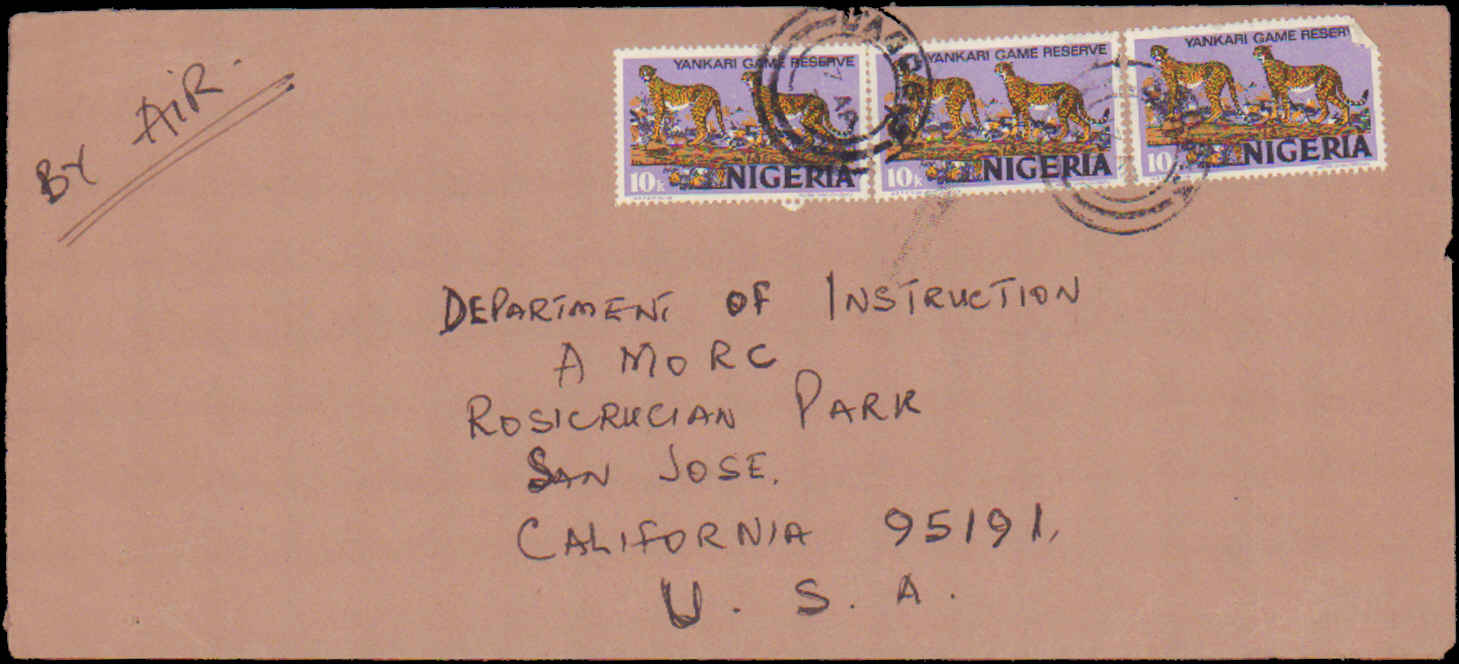 BY AIR.
YANKARI GAME RESERVE
10k NIGERIA
YANKARI GAME RESERVE
10k NIGERIA
YANKARI GAME RESERV
10 NIGERIA
DEPARTMENT OF INSTRUCTION
AMORC
ROSICRUCIAN PARK
SAN JOSE.
CALIFORNIA 95191,
U. S. A.